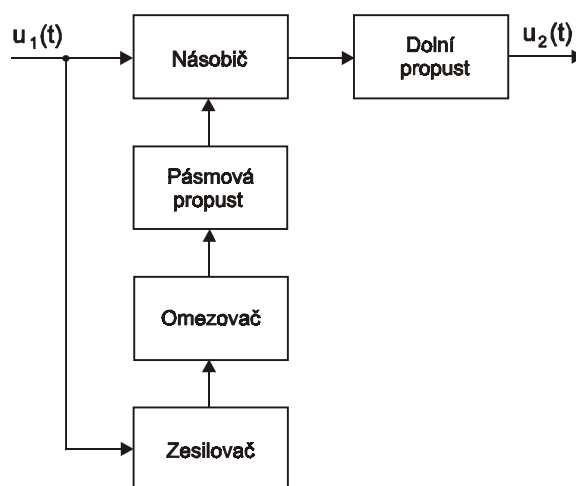 u1(t)
Násobič
Dolní
propust
u2(t)
Pásmová
propust
Omezovač
Zesilovač